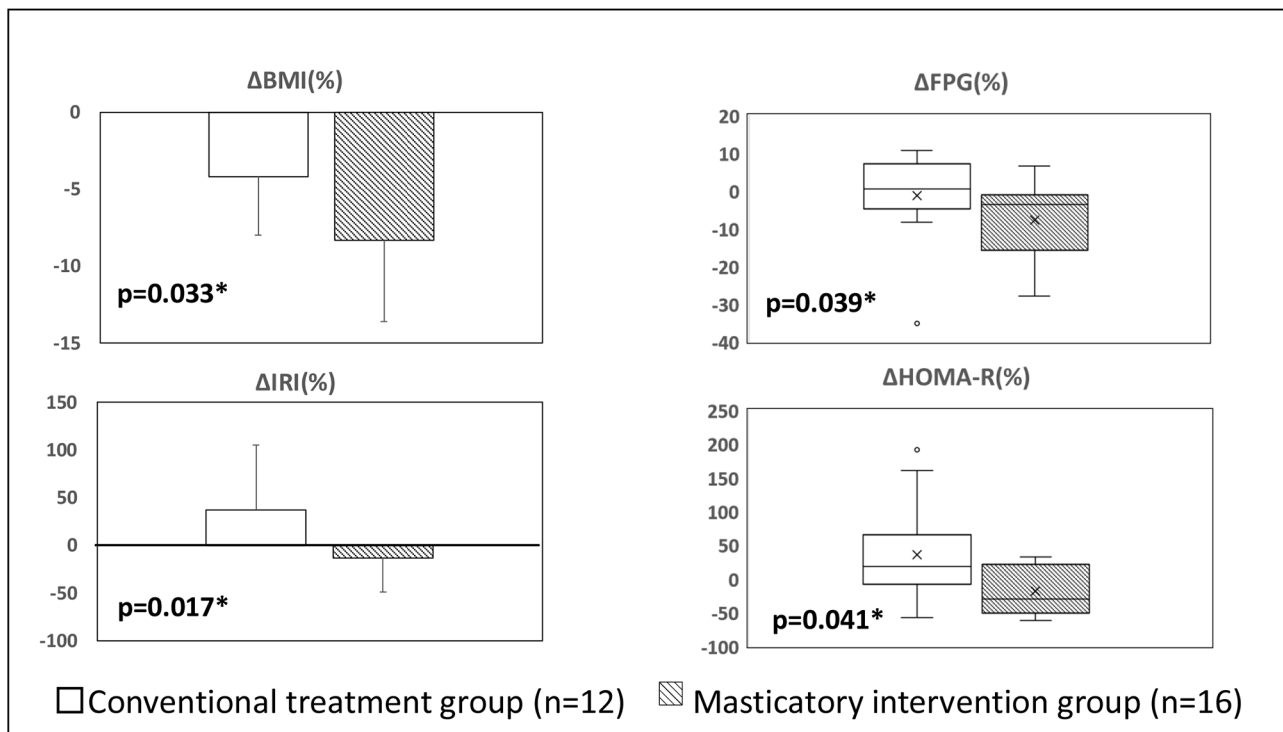 ΔBMI(%)
0
-5
-10
-15
p=0.033*
ΔFPG(%)
20
10
0
-10
-20
-30
-40
p=0.039*
ΔIRI(%)
150
100
50
0
-50
-100
p=0.017*
ΔHOMA-R(%)
250
200
150
100
50
0
-50
-100
p=0.041*
Conventional treatment group (n=12) Masticatory intervention group (n=16)